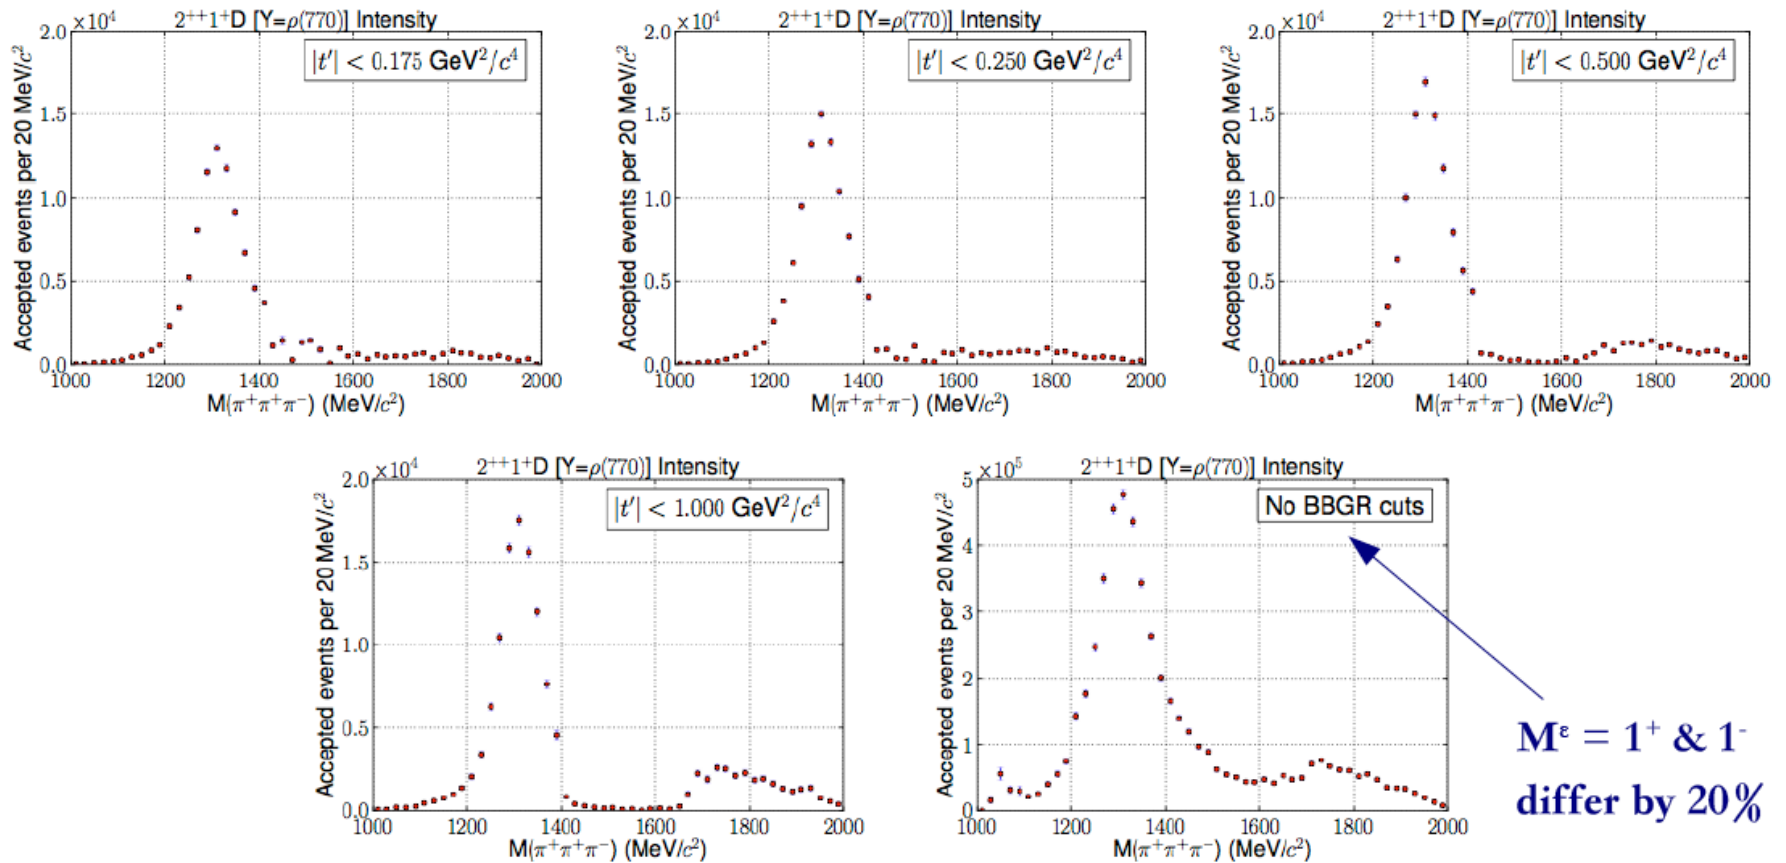 2⁺⁺1⁺D [Y=ρ(770)] Intensity
×10⁴
|t′| < 0.175 GeV²/c⁴
Accepted events per 20 MeV/c²
2.0
1.5
1.0
0.5
0.0
1000 1200 1400 1600 1800 2000
M(π⁺π⁺π⁻) (MeV/c²)
2⁺⁺1⁺D [Y=ρ(770)] Intensity
×10⁴
|t′| < 0.250 GeV²/c⁴
Accepted events per 20 MeV/c²
2.0
1.5
1.0
0.5
0.0
1000 1200 1400 1600 1800 2000
M(π⁺π⁺π⁻) (MeV/c²)
2⁺⁺1⁺D [Y=ρ(770)] Intensity
×10⁴
|t′| < 0.500 GeV²/c⁴
Accepted events per 20 MeV/c²
2.0
1.5
1.0
0.5
0.0
1000 1200 1400 1600 1800 2000
M(π⁺π⁺π⁻) (MeV/c²)
2⁺⁺1⁺D [Y=ρ(770)] Intensity
×10⁴
|t′| < 1.000 GeV²/c⁴
Accepted events per 20 MeV/c²
2.0
1.5
1.0
0.5
0.0
1000 1200 1400 1600 1800 2000
M(π⁺π⁺π⁻) (MeV/c²)
2⁺⁺1⁺D [Y=ρ(770)] Intensity
×10⁵
No BBGR cuts
Accepted events per 20 MeV/c²
5
4
3
2
1
0
1000 1200 1400 1600 1800 2000
M(π⁺π⁺π⁻) (MeV/c²)
Mᵋ = 1⁺ & 1⁻
differ by 20%